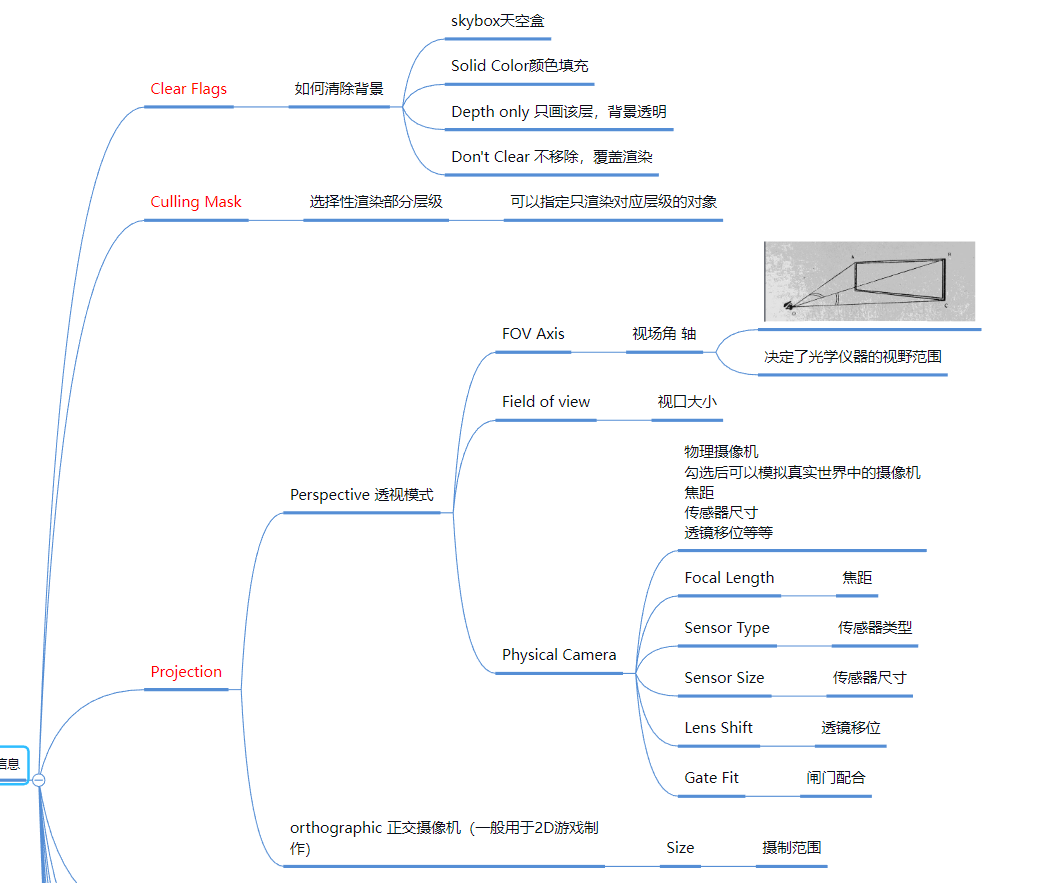 skybox天空盒
Clear Flags
如何清除背景
Solid Color颜色填充
Depth only 只画该层，背景透明
Don't Clear 不移除，覆盖渲染
Culling Mask
选择性渲染部分层级
可以指定只渲染对应层级的对象
FOV Axis
视场角 轴
A
B
C
O
决定了光学仪器的视野范围
Field of view
视口大小
Perspective 透视模式
物理摄像机
勾选后可以模拟真实世界中的摄像机
焦距
传感器尺寸
透镜移位等等
Focal Length
焦距
Sensor Type
传感器类型
Physical Camera
Sensor Size
传感器尺寸
Lens Shift
透镜移位
Gate Fit
闸门配合
Projection
信息
orthographic 正交摄像机（一般用于2D游戏制
作）
Size
摄制范围